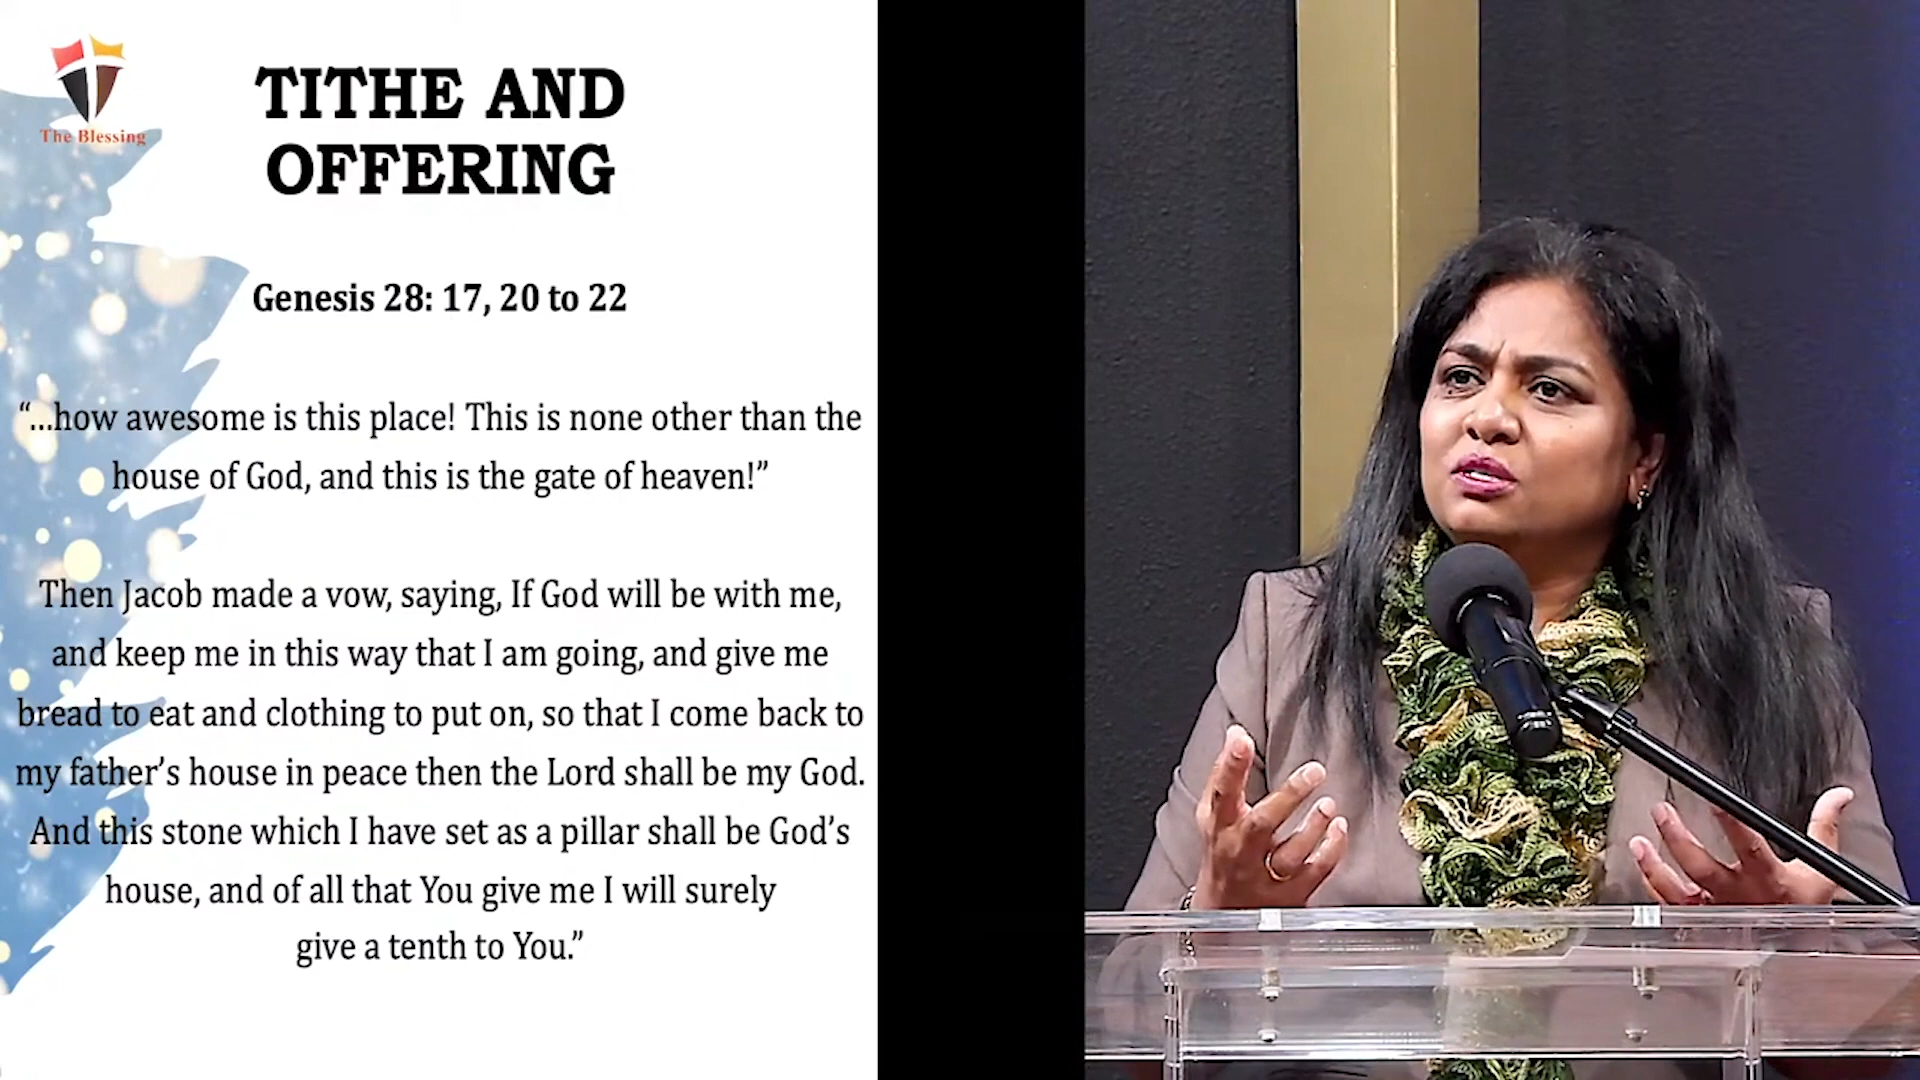 The Blessing
TITHE AND
OFFERING
Genesis 28: 17, 20 to 22
“...how awesome is this place! This is none other than the
house of God, and this is the gate of heaven!”
Then Jacob made a vow, saying, If God will be with me,
and keep me in this way that I am going, and give me
bread to eat and clothing to put on, so that I come back to
my father’s house in peace then the Lord shall be my God.
And this stone which I have set as a pillar shall be God’s
house, and of all that You give me I will surely
give a tenth to You.”